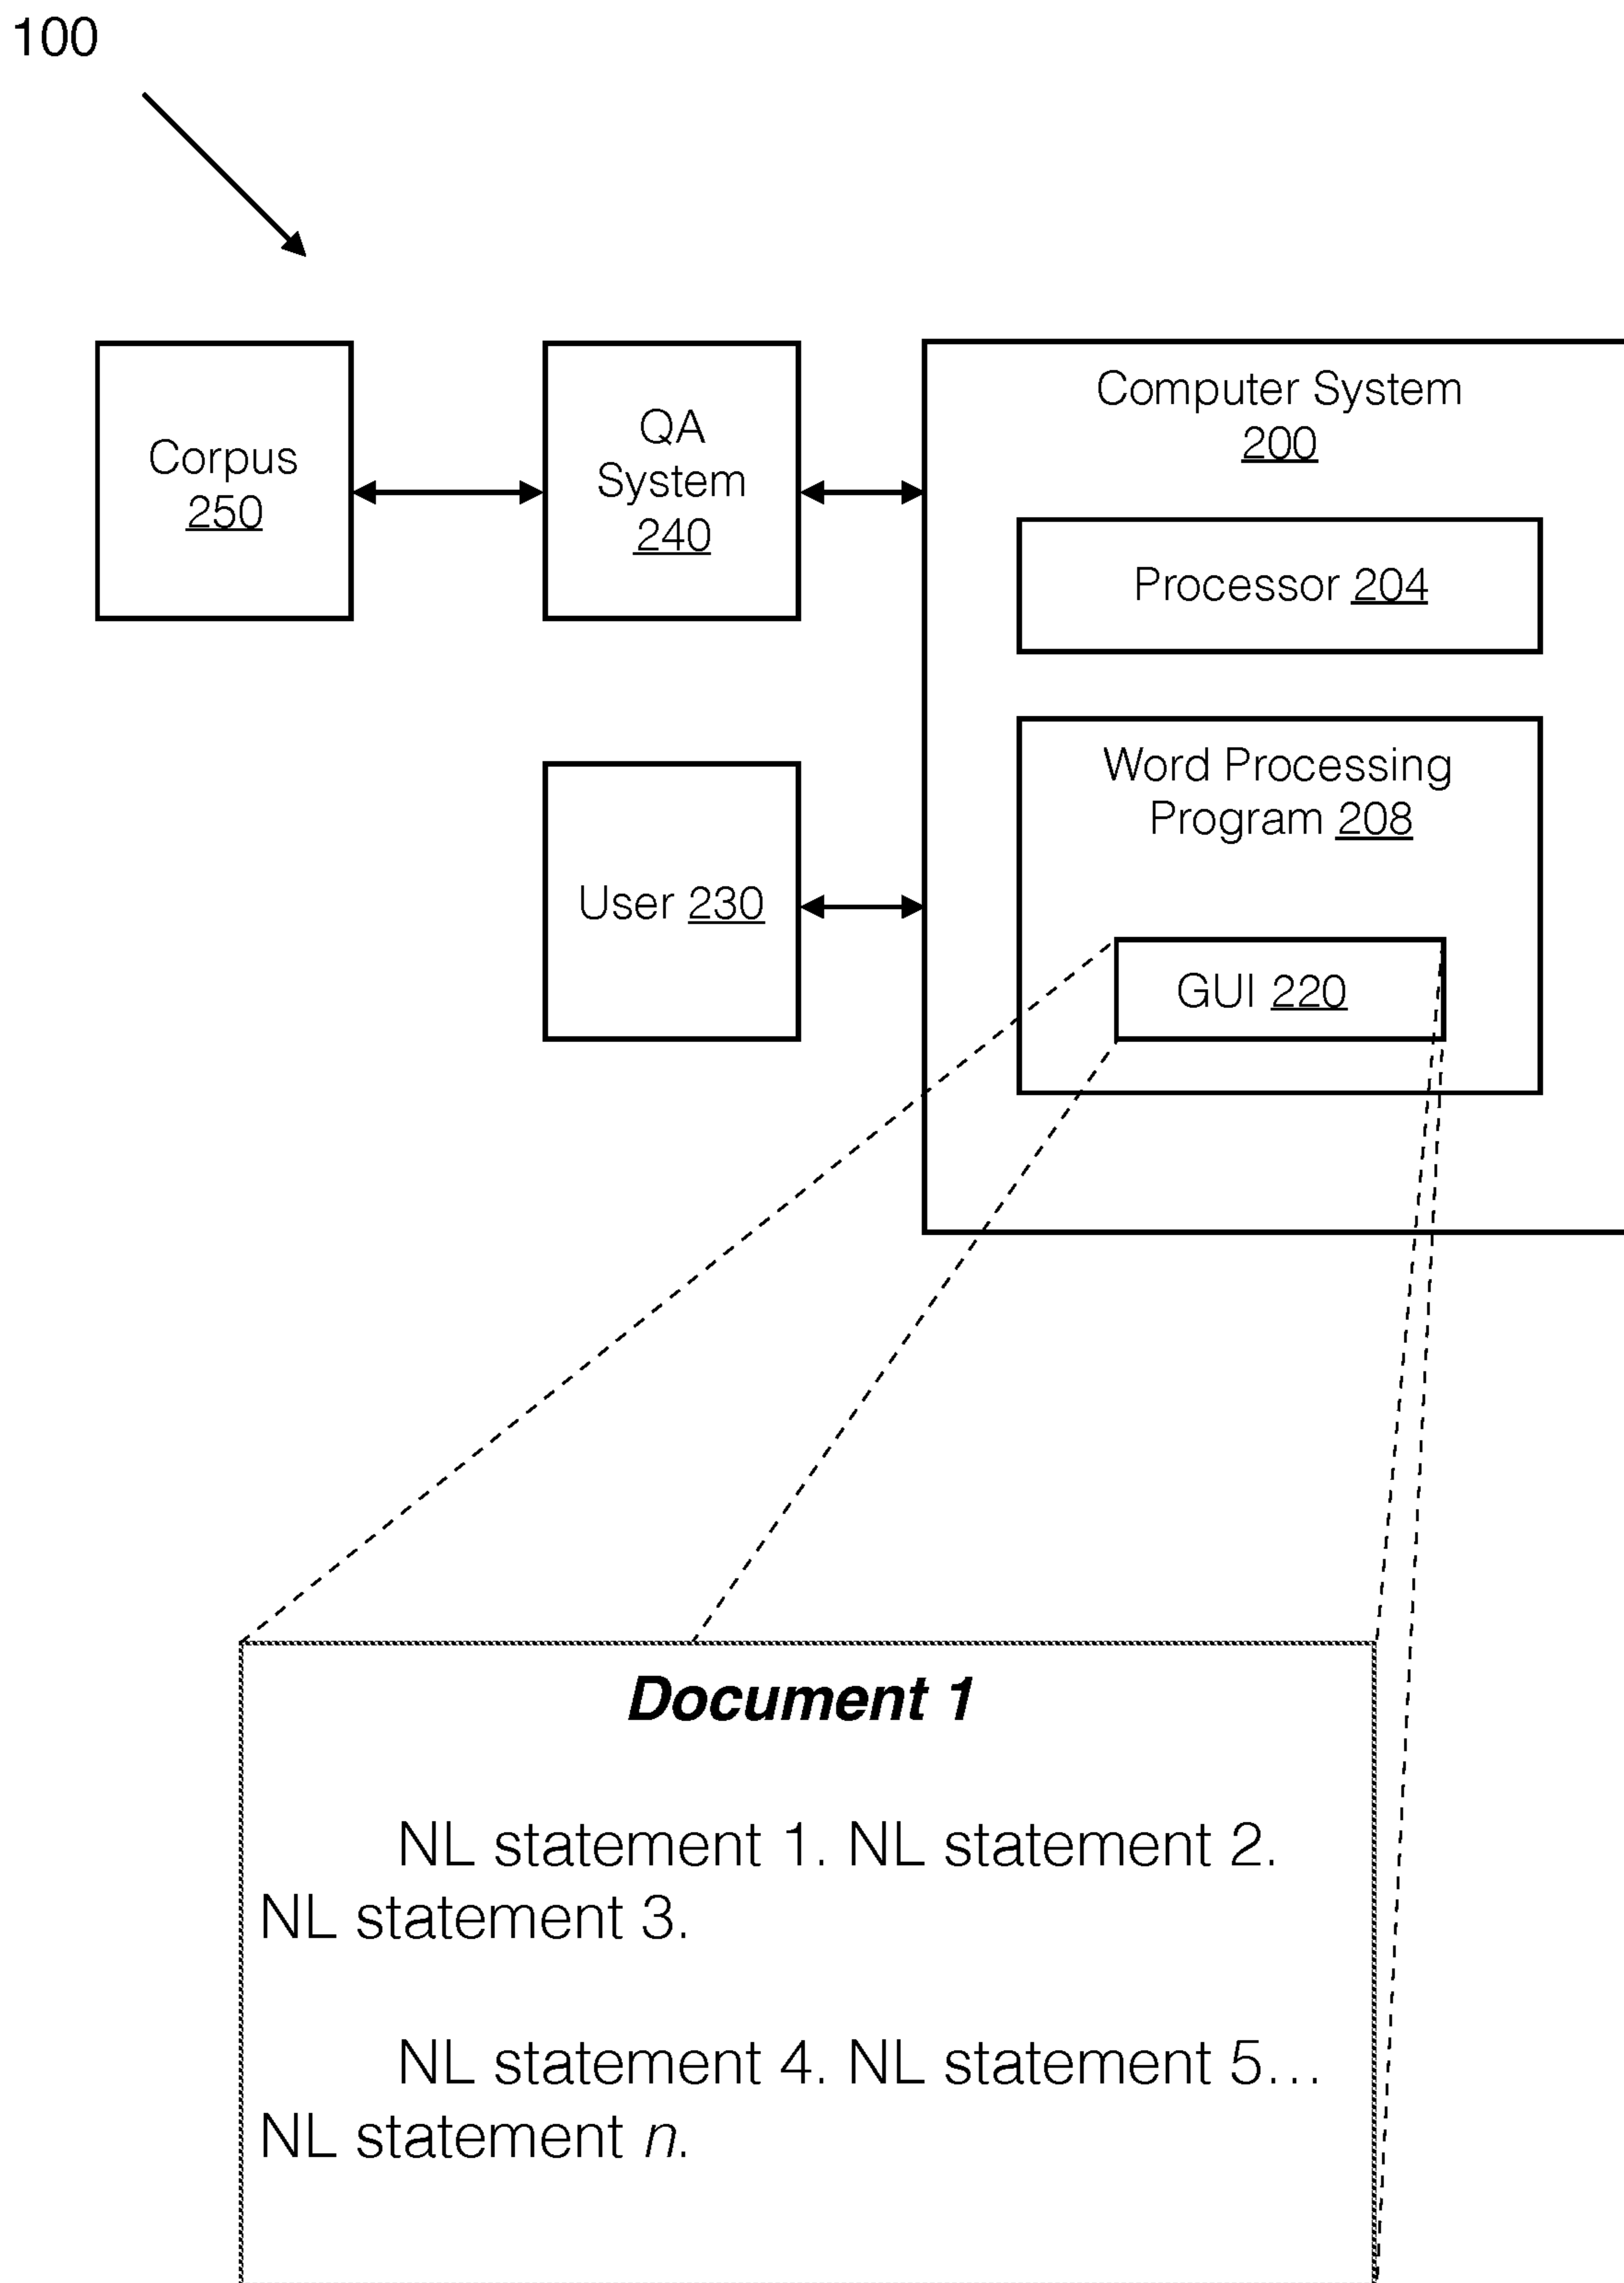 100
Corpus
250
QA
System
240
Computer System
200
Processor 204
Word Processing
Program 208
User 230
GUI 220
Document 1
NL statement 1. NL statement 2.
NL statement 3.
NL statement 4. NL statement 5...
NL statement n.